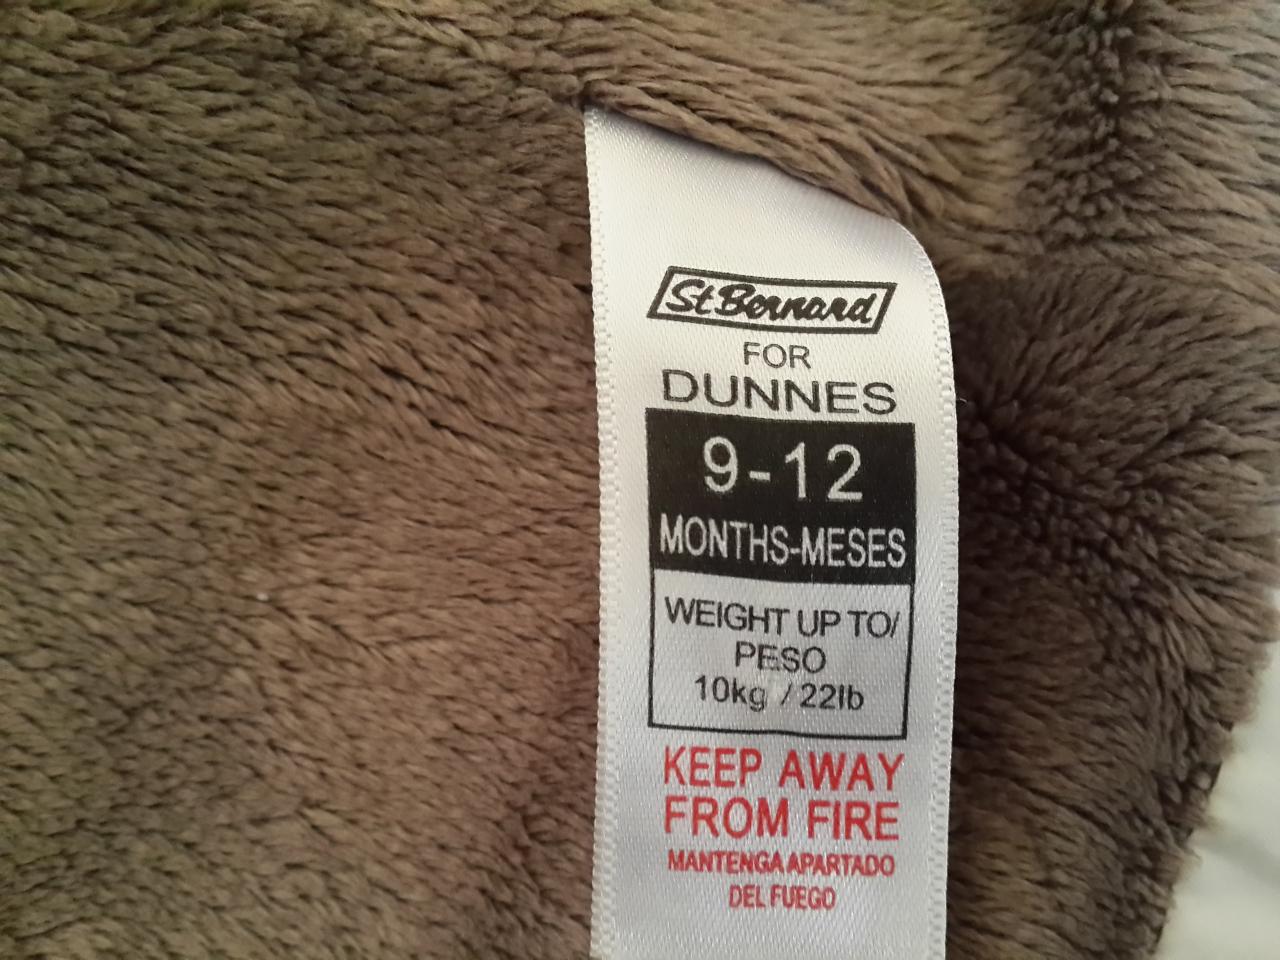 St Bernard
FOR
DUNNES
9-12
MONTHS-MESES
WEIGHT UP TO/
PESO
10kg / 22lb
KEEP AWAY
FROM FIRE
MANTENGA APARTADO
DEL FUEGO